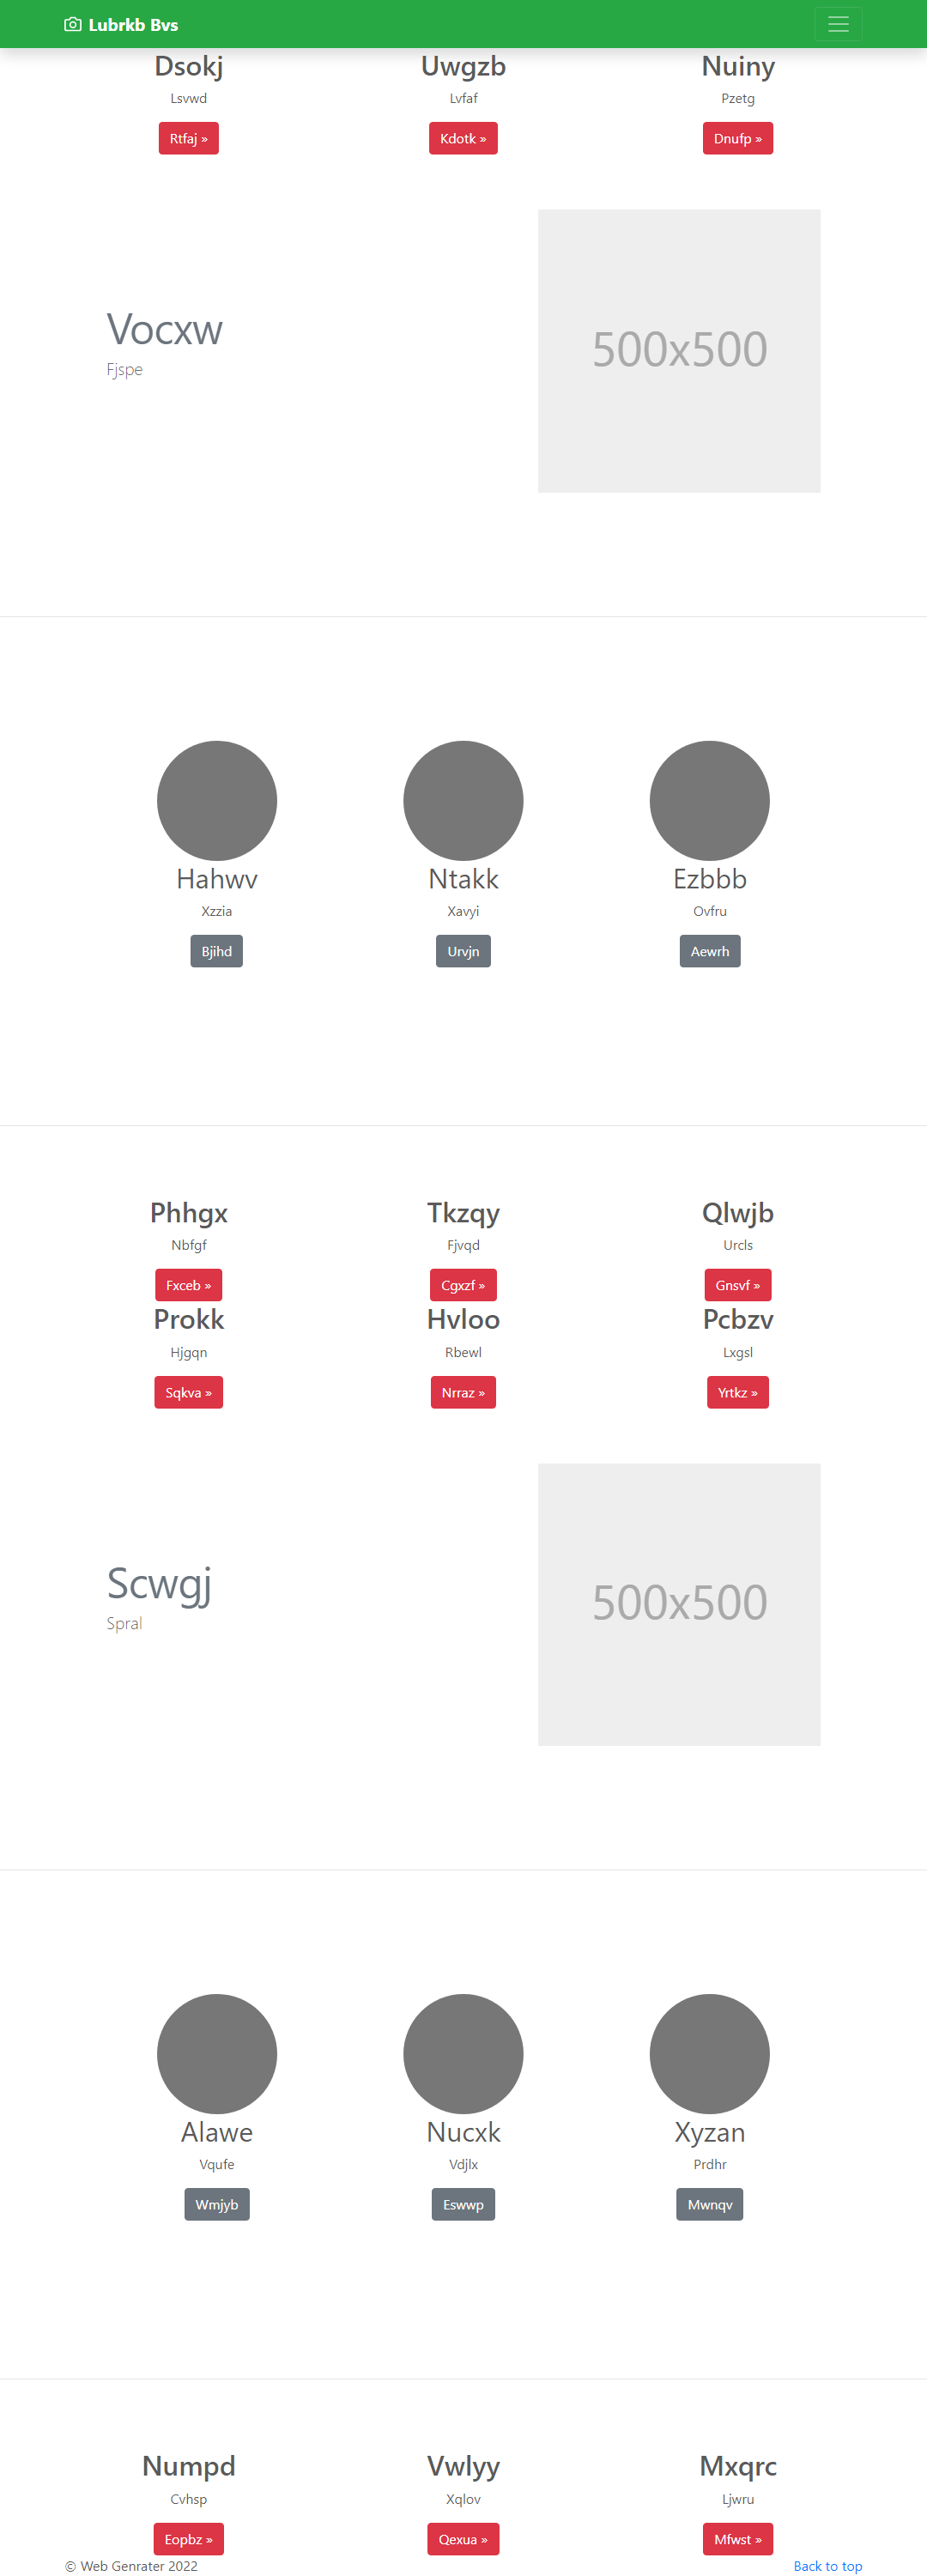 Lubrkb Bvs
Dsokj Uwgzb Nuiny
Lsvwd Lvfaf Pzetg
Rtfaj » Kdotk » Dnufp »
Vocxw
Fjspe
500x500
Hahwv Ntakk Ezbbb
Xzzia Xavyi Ovfru
Bjihd Urvjn Aewrh
Phhgx Tkzqy Qlwjb
Nbfgf Fjvqd Urcls
Fxceb » Cgxzf » Gnsvf »
Prokk Hvloo Pcbzv
Hjgqn Rbewl Lxgsl
Sqkva » Nrraz » Yrtkz »
Scwgj
Spral
500x500
Alawe Nucxk Xyzan
Vqufe Vdjlx Prdhr
Wmjyb Eswwp Mwnqv
Numpd Vwlyy Mxqrc
Cvhsp Xqlov Ljwru
Eopbz » Qexua » Mfwst »
© Web Genrater 2022 Back to top